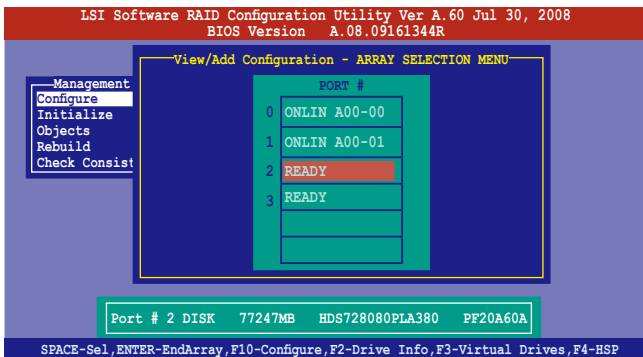 LSI Software RAID Configuration Utility Ver A.60 Jul 30, 2008
BIOS Version A.08.09161344R
View/Add Configuration - ARRAY SELECTION MENU
Management
Configure
Initialize
Objects
Rebuild
Check Consist
PORT #
0 ONLIN A00-00
1 ONLIN A00-01
2 READY
3 READY
Port # 2 DISK 77247MB HDS728080PLA380 PF20A60A
SPACE-Sel,ENTER-EndArray,F10-Configure,F2-Drive Info,F3-Virtual Drives,F4-HSP